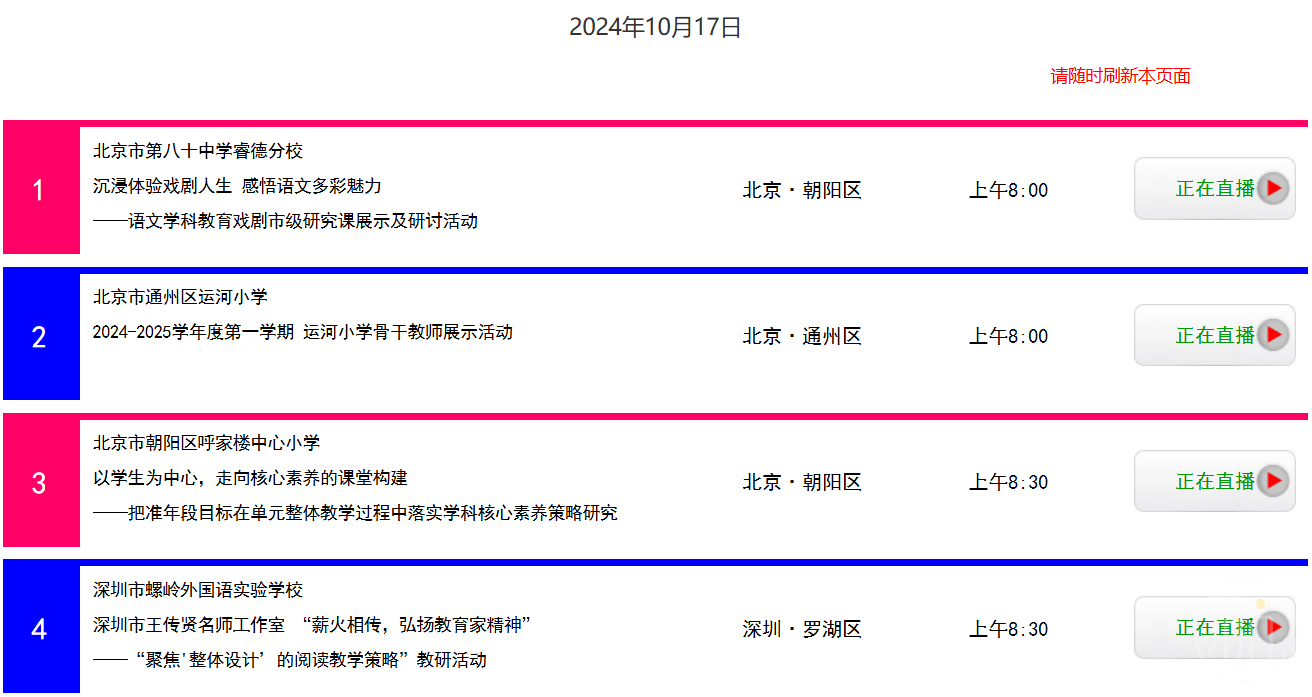 2024年10月17日
请随时刷新本页面
1
北京市第八十中学睿德分校
沉浸体验戏剧人生 感悟语文多彩魅力
——语文学科教育戏剧市级研究课展示及研讨活动
北京·朝阳区
上午8:00
正在直播
2
北京市通州区运河小学
2024-2025学年度第一学期 运河小学骨干教师展示活动
北京·通州区
上午8:00
正在直播
3
北京市朝阳区呼家楼中心小学
以学生为中心，走向核心素养的课堂构建
——把准年段目标在单元整体教学过程中落实学科核心素养策略研究
北京·朝阳区
上午8:30
正在直播
4
深圳市螺岭外国语实验学校
深圳市王传贤名师工作室 “薪火相传，弘扬教育家精神”
——“聚焦'整体设计’的阅读教学策略”教研活动
深圳·罗湖区
上午8:30
正在直播